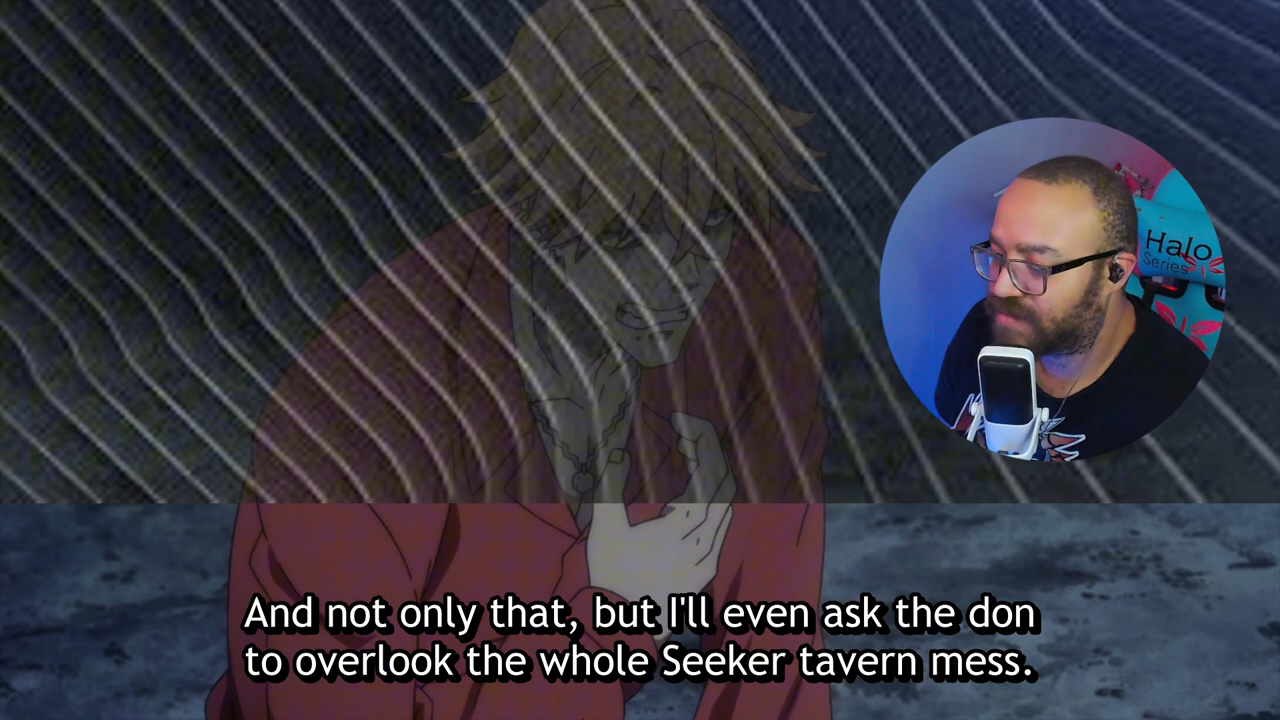 Halo
Series
And not only that, but I'll even ask the don
to overlook the whole Seeker tavern mess.